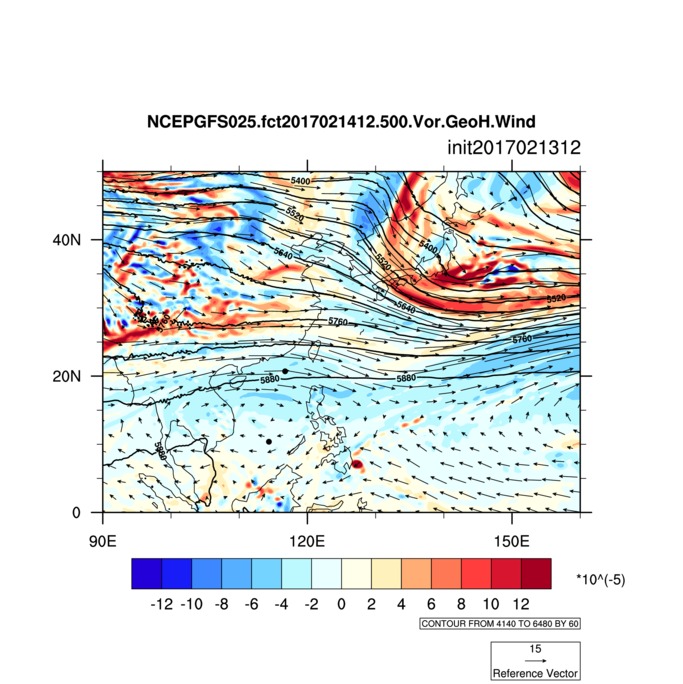 NCEPGFS025.fct2017021412.500.Vor.GeoH.Wind
init2017021312
5400
5520
40N
5400
5640
5520
5640
5520
5760
5760
20N
5880
5880
5880
0
90E 120E 150E
-12 -10 -8 -6 -4 -2 0 2 4 6 8 10 12
*10^(-5)
CONTOUR FROM 4140 TO 6480 BY 60
15
Reference Vector